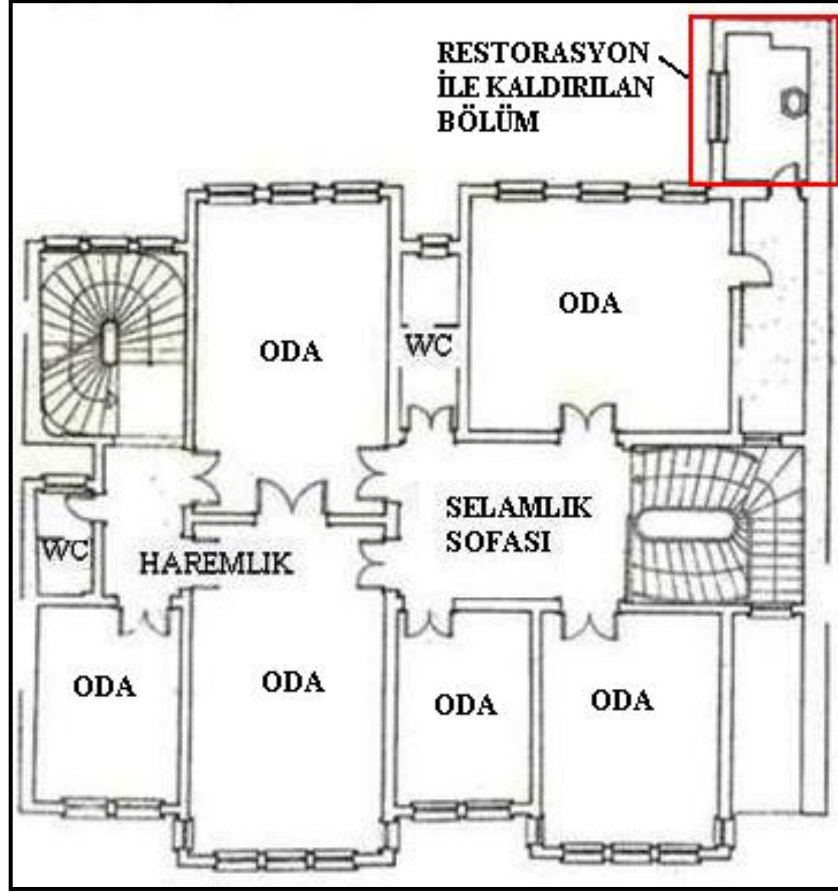 RESTORASYON
İLE KALDIRILAN
BÖLÜM
ODA
ODA
WC
SELAMLIK
SOFASI
WC
HAREMLIK
ODA
ODA
ODA
ODA